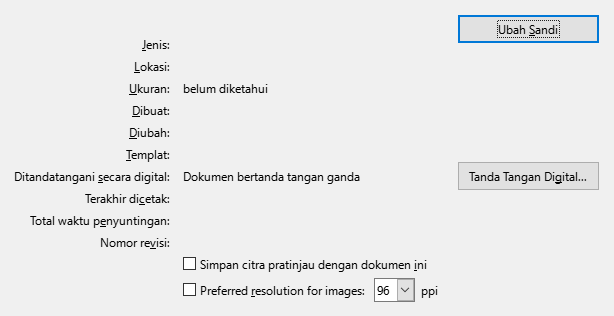 Ubah Sandi
Jenis:
Lokasi:
Ukuran: belum diketahui
Dibuat:
Diubah:
Templat:
Ditandatangani secara digital: Dokumen bertanda tangan ganda Tanda Tangan Digital...
Terakhir dicetak:
Total waktu penyuntingan:
Nomor revisi:
Simpan citra pratinjau dengan dokumen ini
Preferred resolution for images: 96 ppi